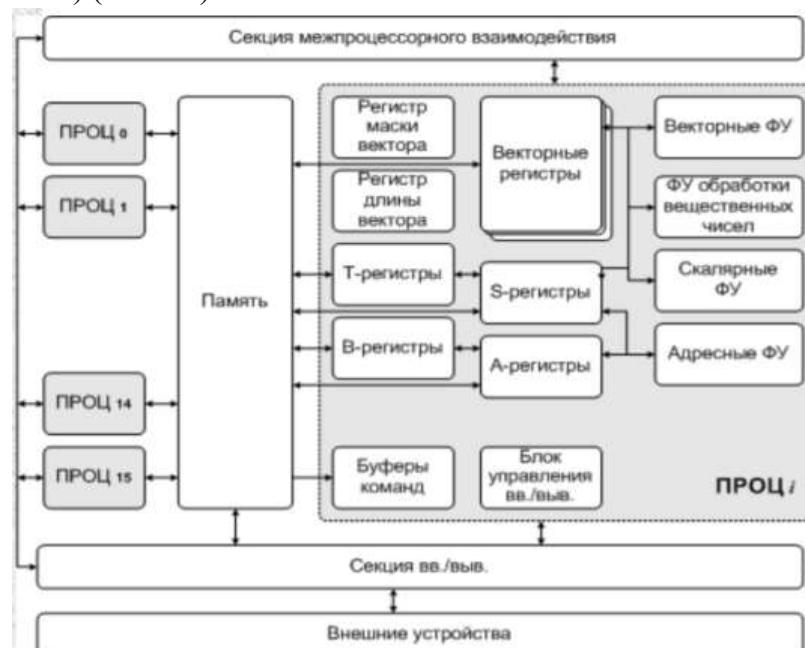 Секция межпроцессорного взаимодействия
ПРОЦ 0
ПРОЦ 1
ПРОЦ 14
ПРОЦ 15
Память
Регистр
маски
вектора
Регистр
длины
вектора
Т-регистры
В-регистры
Буферы
команд
Векторные
регистры
S-регистры
А-регистры
Блок
управления
вв./выв.
Векторные ФУ
ФУ обработки
вещественных
чисел
Скалярные
ФУ
Адресные ФУ
ПРОЦ i
Секция вв./выв.
Внешние устройства